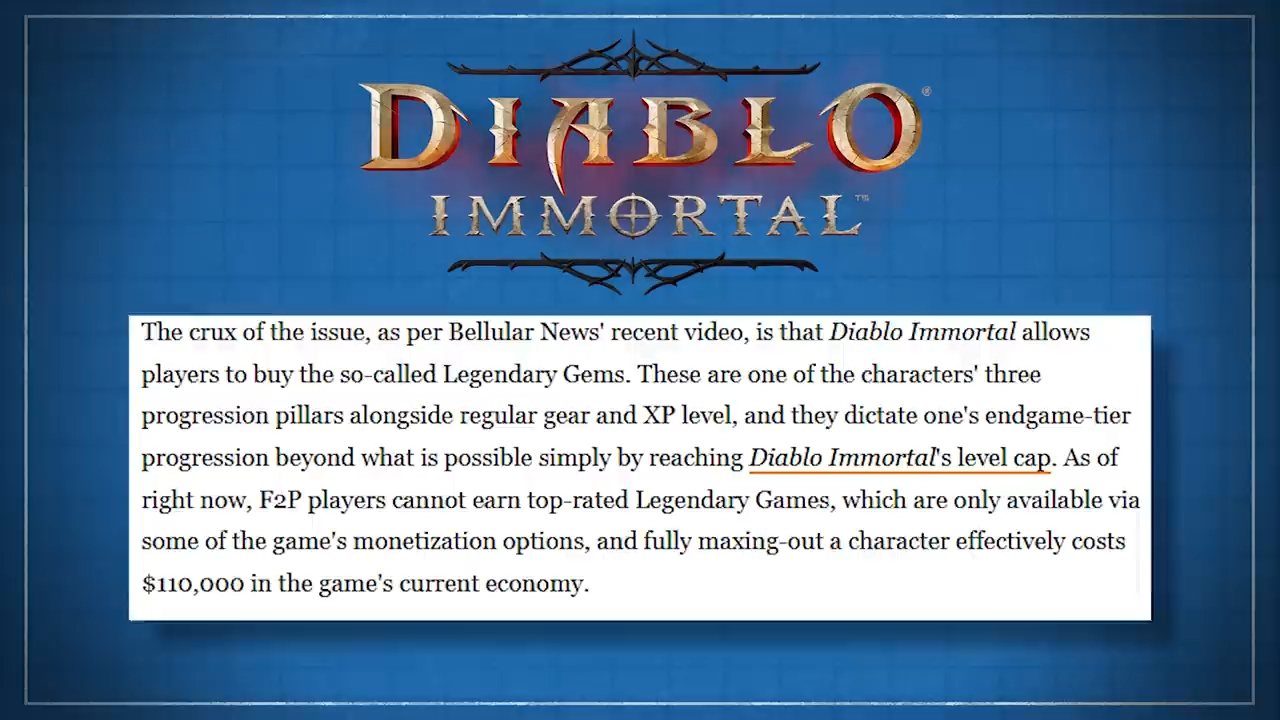 DIABLO®
IMMORTAL™
The crux of the issue, as per Bellular News' recent video, is that Diablo Immortal allows
players to buy the so-called Legendary Gems. These are one of the characters' three
progression pillars alongside regular gear and XP level, and they dictate one's endgame-tier
progression beyond what is possible simply by reaching Diablo Immortal's level cap. As of
right now, F2P players cannot earn top-rated Legendary Games, which are only available via
some of the game's monetization options, and fully maxing-out a character effectively costs
$110,000 in the game's current economy.